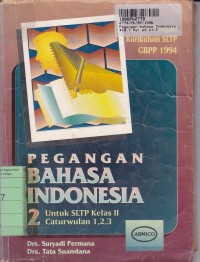 Kurikulum SLTP
GBPP 1994
PEGANGAN
BAHASA
INDONESIA
2 Untuk SLTP Kelas II
Caturwulan 1,2,3
ARMICO
Drs. Suryadi Permana
Drs. Tata Suandana